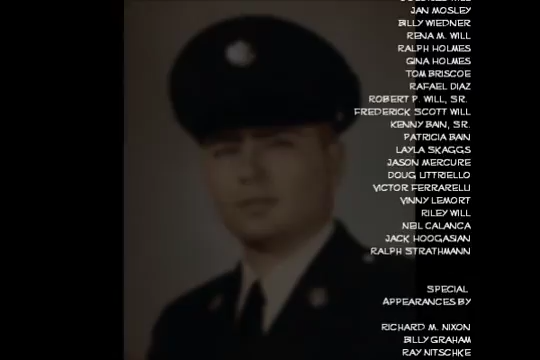 JAN MOSLEY
BILLY WIEDNER
RENA M. WILL
RALPH HOLMES
GINA HOLMES
TOM BRISCOE
RAFAEL DIAZ
ROBERT P. WILL, SR.
FREDERICK SCOTT WILL
KENNY BAIN, SR.
PATRICIA BAIN
LAYLA SKAGGS
JASON MERCURE
DOUG LITTRIELLO
VICTOR FERRARELLI
VINNY LEMORT
RILEY WILL
NEIL CALANCA
JACK HOOGASIAN
RALPH STRATHMANN
SPECIAL
APPEARANCES BY
RICHARD M. NIXON
BILLY GRAHAM
RAY NITSCHKE